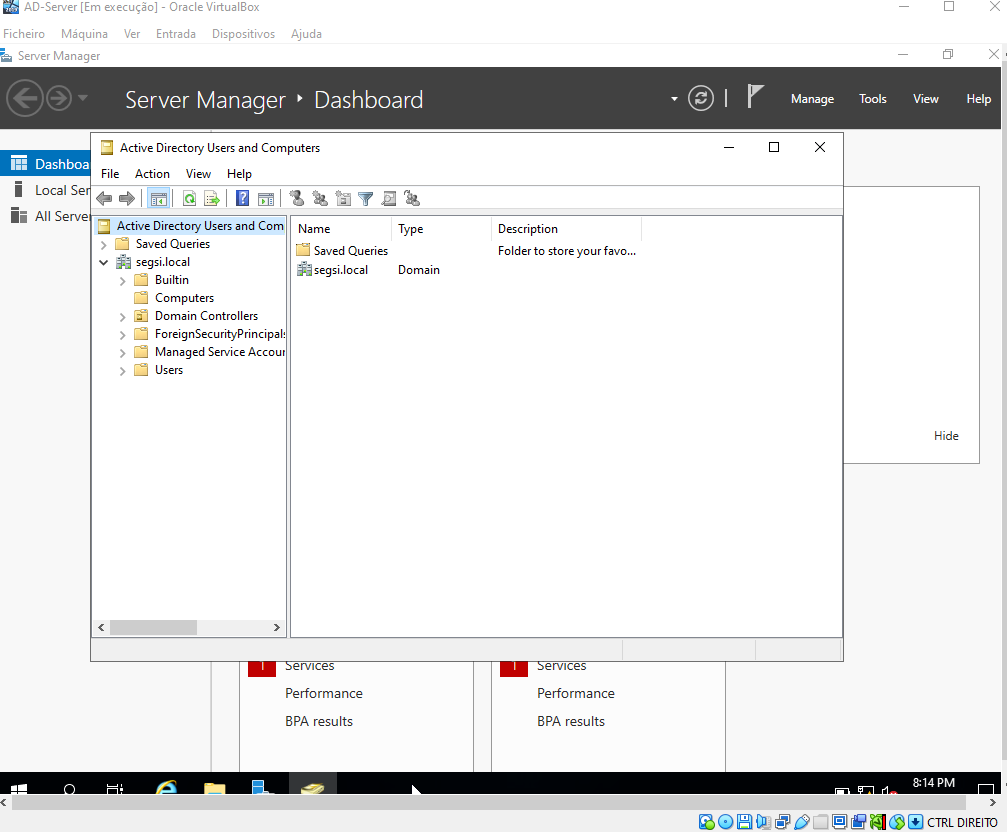 AD-Server [Em execução] - Oracle VirtualBox
Ficheiro Máquina Ver Entrada Dispositivos Ajuda
Server Manager
Server Manager Dashboard
Manage Tools View Help
Dashboa
Local Ser
All Server
Active Directory Users and Computers
File Action View Help
Active Directory Users and Com
Saved Queries
segsi.local
Builtin
Computers
Domain Controllers
ForeignSecurityPrincipals
Managed Service Accour
Users
Name Type Description
Saved Queries Folder to store your favo...
segsi.local Domain
Hide
1 Services
Performance
BPA results
1 Services
Performance
BPA results
8:14 PM
CTRL DIREITO